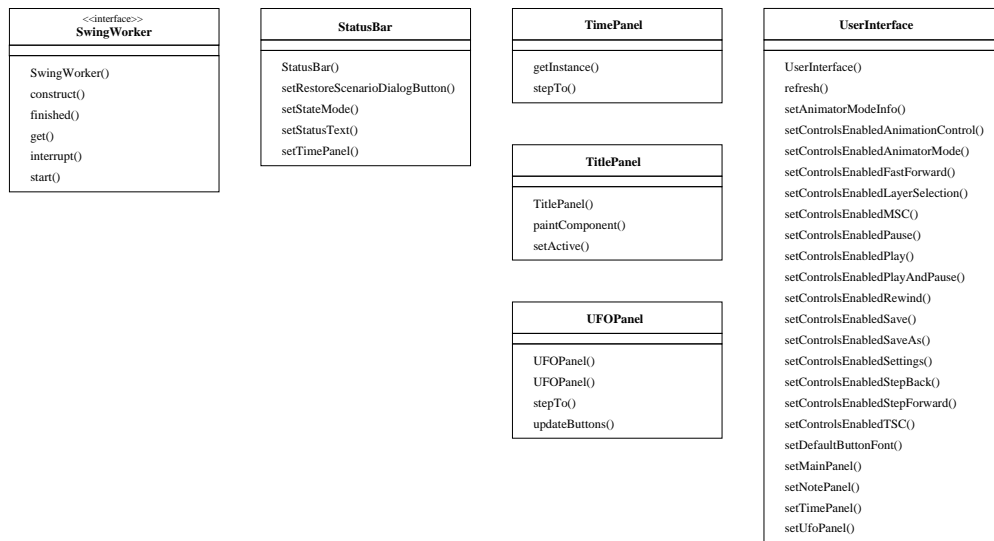 <<interface>>
SwingWorker
SwingWorker()
construct()
finished()
get()
interrupt()
start()
StatusBar
StatusBar()
setRestoreScenarioDialogButton()
setStateMode()
setStatusText()
setTimePanel()
TimePanel
getInstance()
stepTo()
TitlePanel
TitlePanel()
paintComponent()
setActive()
UFOPanel
UFOPanel()
UFOPanel()
stepTo()
updateButtons()
UserInterface
UserInterface()
refresh()
setAnimatorModeInfo()
setControlsEnabledAnimationControl()
setControlsEnabledAnimatorMode()
setControlsEnabledFastForward()
setControlsEnabledLayerSelection()
setControlsEnabledMSC()
setControlsEnabledPause()
setControlsEnabledPlay()
setControlsEnabledPlayAndPause()
setControlsEnabledRewind()
setControlsEnabledSave()
setControlsEnabledSaveAs()
setControlsEnabledSettings()
setControlsEnabledStepBack()
setControlsEnabledStepForward()
setControlsEnabledTSC()
setDefaultButtonFont()
setMainPanel()
setNotePanel()
setTimePanel()
setUfoPanel()